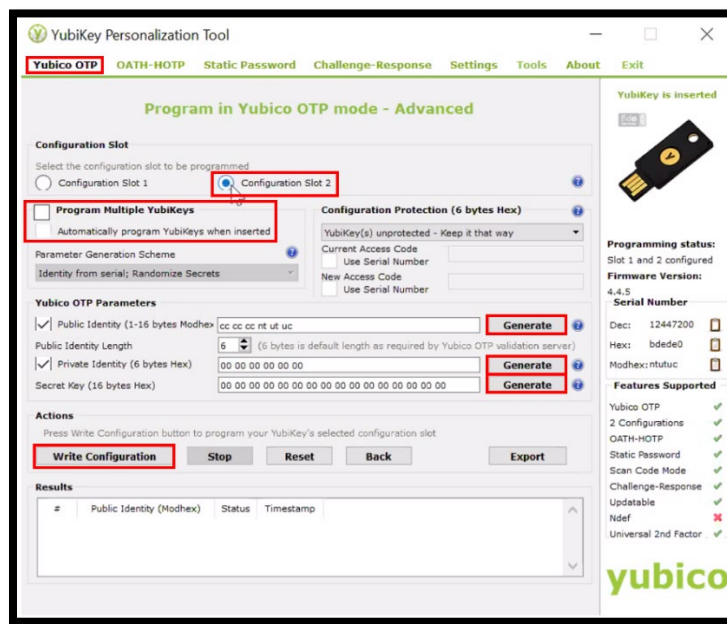 YubiKey Personalization Tool
Yubico OTP OATH-HOTP Static Password Challenge-Response Settings Tools About Exit
Program in Yubico OTP mode - Advanced
Configuration Slot
Select the configuration slot to be programmed
Configuration Slot 1 Configuration Slot 2
Program Multiple YubiKeys
Automatically program YubiKeys when inserted
Parameter Generation Scheme
Identity from serial; Randomize Secrets
Configuration Protection (6 bytes Hex)
YubiKey(s) unprotected - Keep it that way
Current Access Code
Use Serial Number
New Access Code
Use Serial Number
Yubico OTP Parameters
Public Identity (1-16 bytes Modhex cc cc cc nt ut uc Generate
Public Identity Length 6 (6 bytes is default length as required by Yubico OTP validation server)
Private Identity (6 bytes Hex) 00 00 00 00 00 00 Generate
Secret Key (16 bytes Hex) 00 00 00 00 00 00 00 00 00 00 00 00 00 00 00 00 Generate
Actions
Press Write Configuration button to program your YubiKey's selected configuration slot
Write Configuration Stop Reset Back Export
Results
# Public Identity (Modhex) Status Timestamp
YubiKey is inserted
fido
Programming status:
Slot 1 and 2 configured
Firmware Version:
4.4.5
Serial Number
Dec: 12447200
Hex: bdede0
Modhex: ntutuc
Features Supported
Yubico OTP
2 Configurations
OATH-HOTP
Static Password
Scan Code Mode
Challenge-Response
Updatable
Ndef
Universal 2nd Factor
yubico